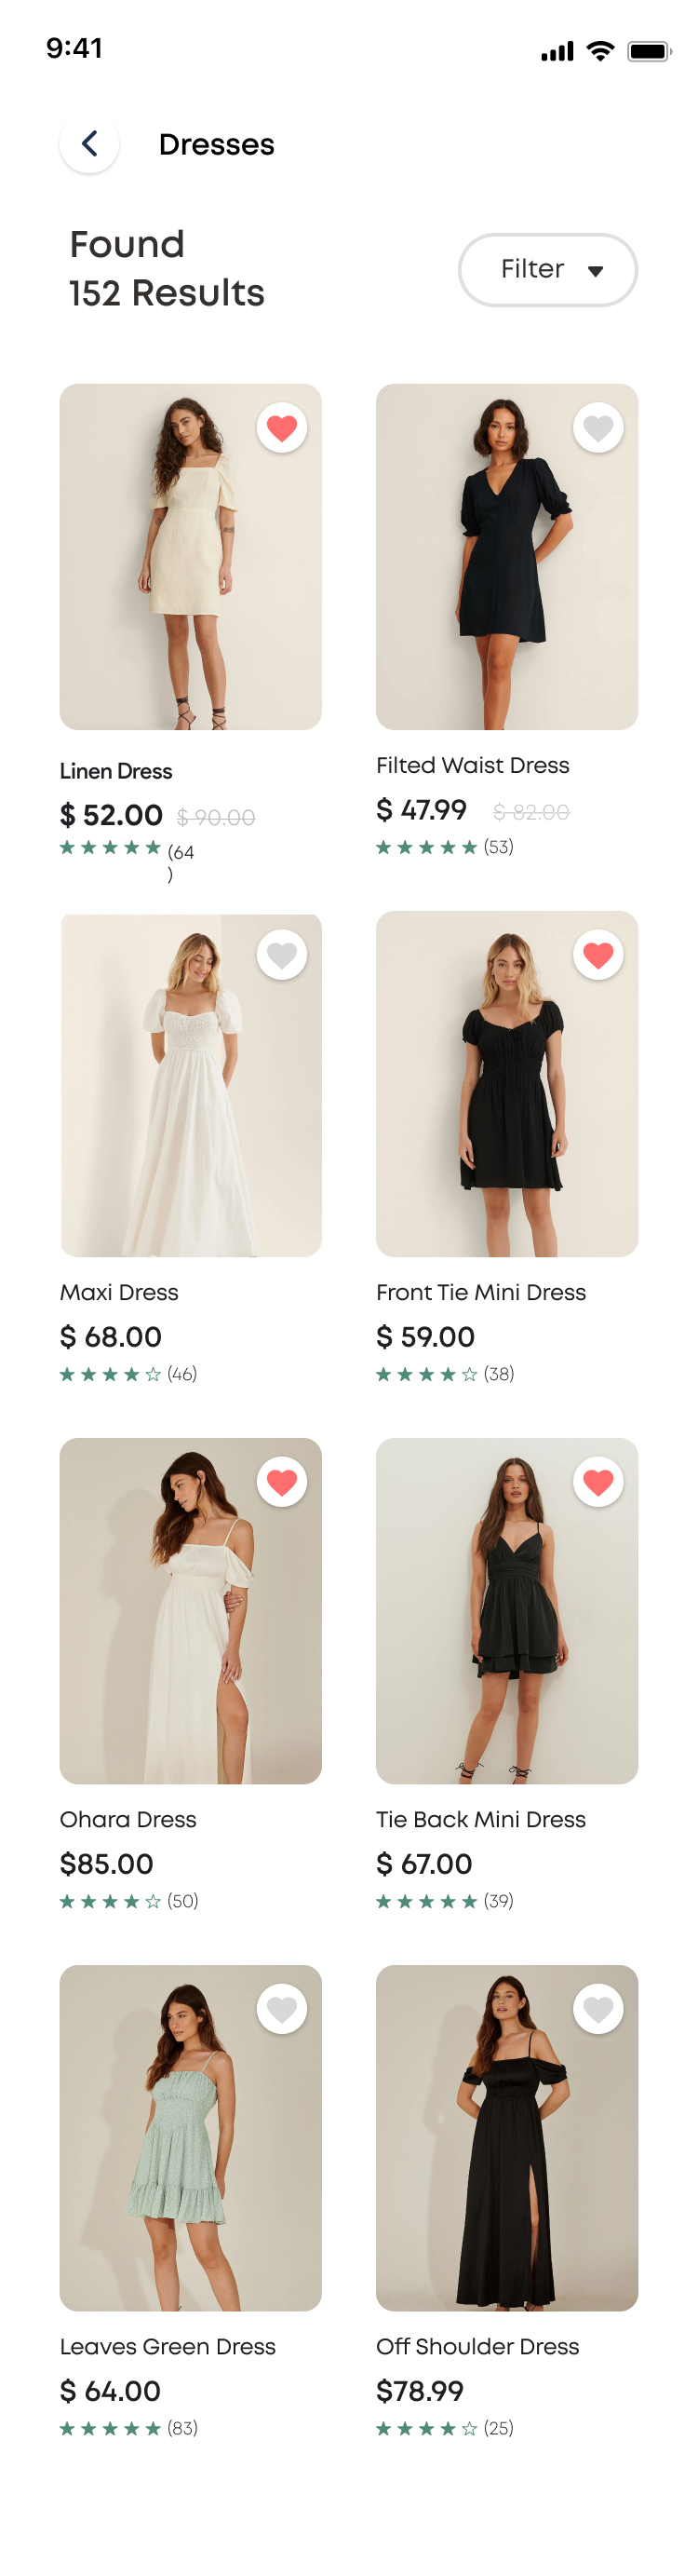 9:41
Dresses
Found
152 Results
Filter
Linen Dress
$ 52.00 $ 90.00
(64
)
Filted Waist Dress
$ 47.99 $ 82.00
(53)
Maxi Dress
$ 68.00
(46)
Front Tie Mini Dress
$ 59.00
(38)
Ohara Dress
$85.00
(50)
Tie Back Mini Dress
$ 67.00
(39)
Leaves Green Dress
$ 64.00
(83)
Off Shoulder Dress
$78.99
(25)